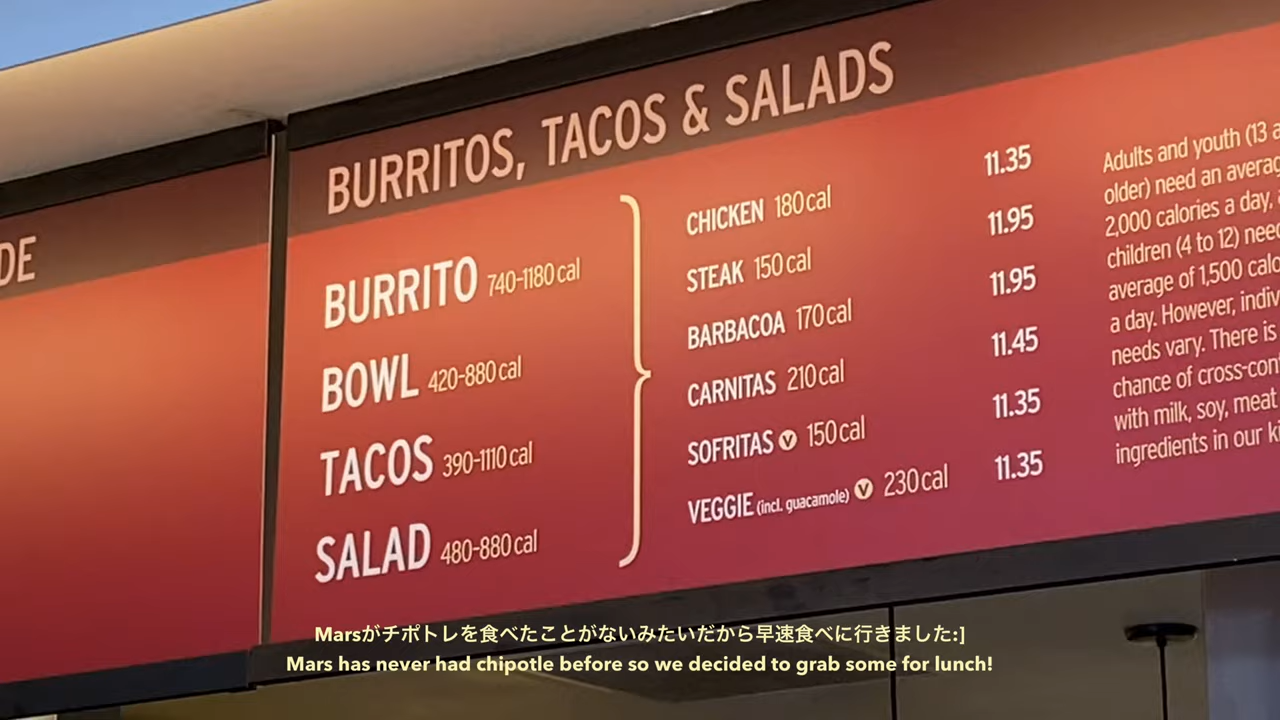 DE
BURRITOS, TACOS & SALADS
BURRITO 740-1180 cal
BOWL 420-880 cal
TACOS 390-1110 cal
SALAD 480-880 cal
CHICKEN 180 cal 11.35
STEAK 150 cal 11.95
BARBACOA 170 cal 11.95
CARNITAS 210 cal 11.45
SOFRITAS V 150 cal 11.35
VEGGIE (incl. guacamole) V 230 cal 11.35
Adults and youth (13 a
older) need an averag
2,000 calories a day,
children (4 to 12) need
average of 1,500 calo
a day. However, indiv
needs vary. There is
chance of cross-con
with milk, soy, meat
ingredients in our ki
Marsがチポトレを食べたことがないみたいだから早速食べに行きました:]
Mars has never had chipotle before so we decided to grab some for lunch!